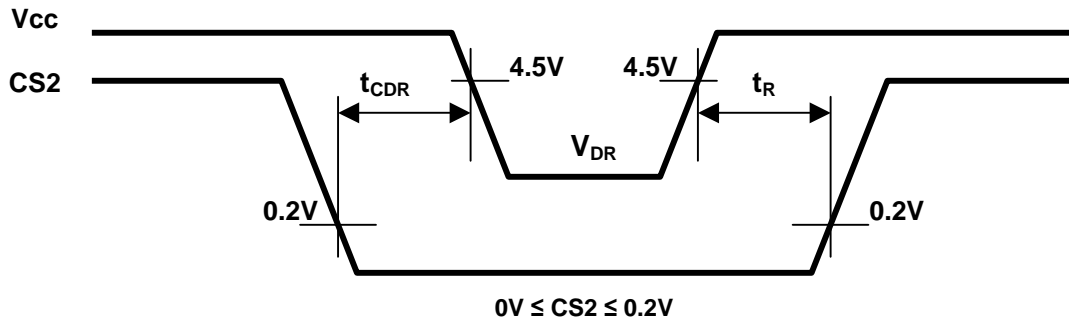 Vcc
CS2
4.5V
4.5V
tCDR
tR
VDR
0.2V
0.2V
0V ≤ CS2 ≤ 0.2V